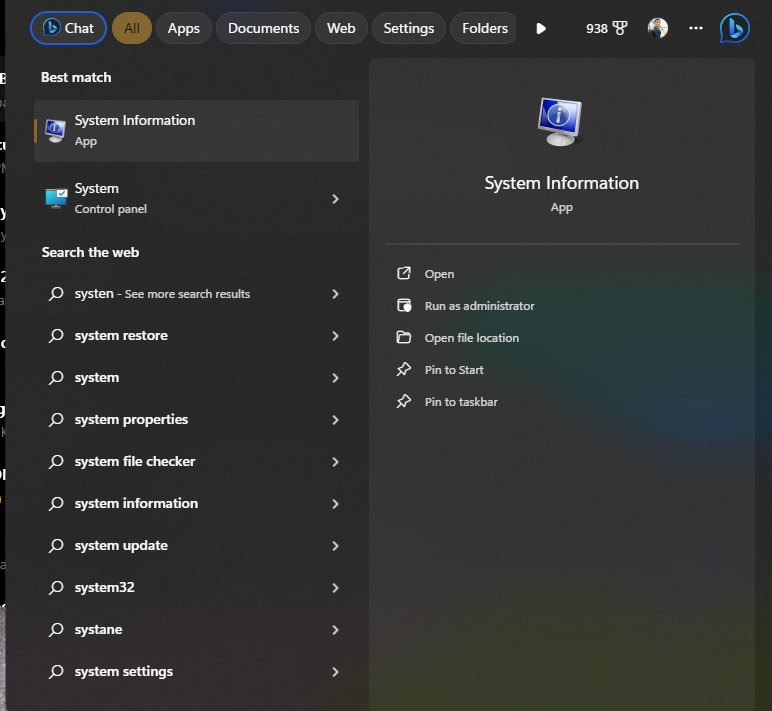 Chat
All
Apps
Documents
Web
Settings
Folders
938
Best match
System Information
App
System
Control panel
Search the web
systen - See more search results
system restore
system
system properties
system file checker
system information
system update
system32
systane
system settings
System Information
App
Open
Run as administrator
Open file location
Pin to Start
Pin to taskbar